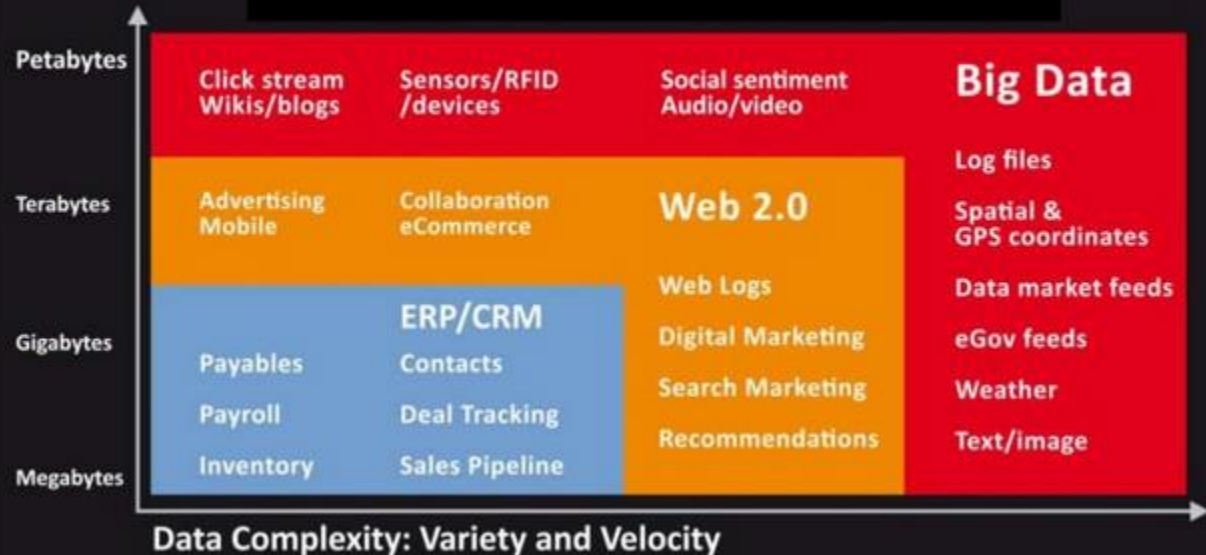 Petabytes
Terabytes
Gigabytes
Megabytes
Click stream
Wikis/blogs
Sensors/RFID
/devices
Social sentiment
Audio/video
Big Data
Log files
Spatial &
GPS coordinates
Data market feeds
eGov feeds
Weather
Text/image
Advertising
Mobile
Collaboration
eCommerce
Web 2.0
Web Logs
Digital Marketing
Search Marketing
Recommendations
ERP/CRM
Payables
Contacts
Payroll
Deal Tracking
Inventory
Sales Pipeline
Data Complexity: Variety and Velocity